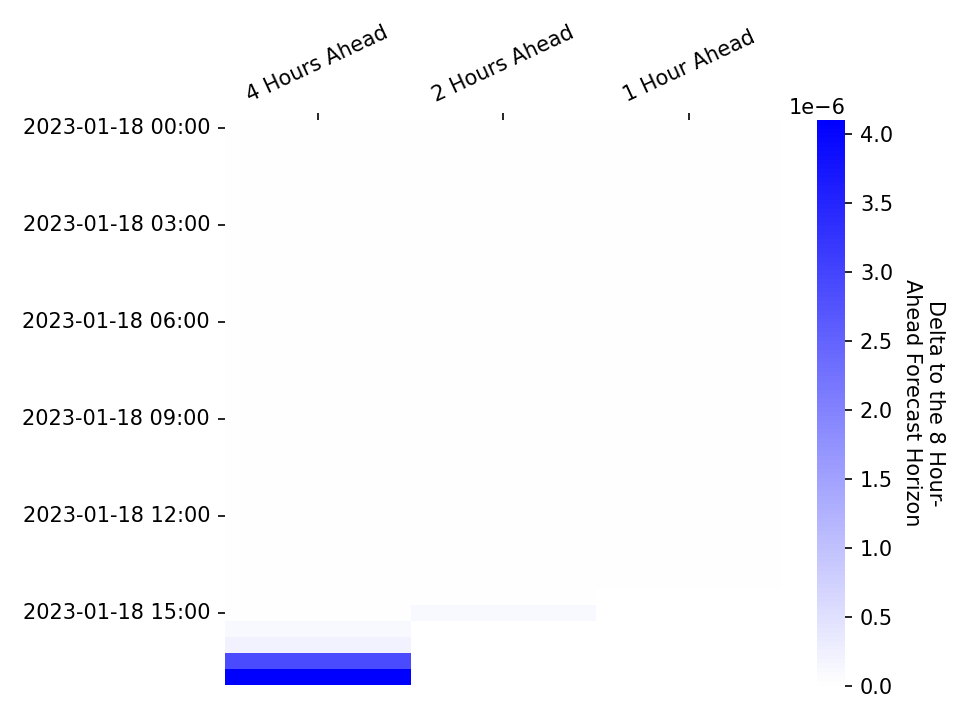 4 Hours Ahead
2 Hours Ahead
1 Hour Ahead
1e−6
2023-01-18 00:00
2023-01-18 03:00
2023-01-18 06:00
2023-01-18 09:00
2023-01-18 12:00
2023-01-18 15:00
4.0
3.5
3.0
2.5
2.0
1.5
1.0
0.5
0.0
Delta to the 8 Hour-
Ahead Forecast Horizon